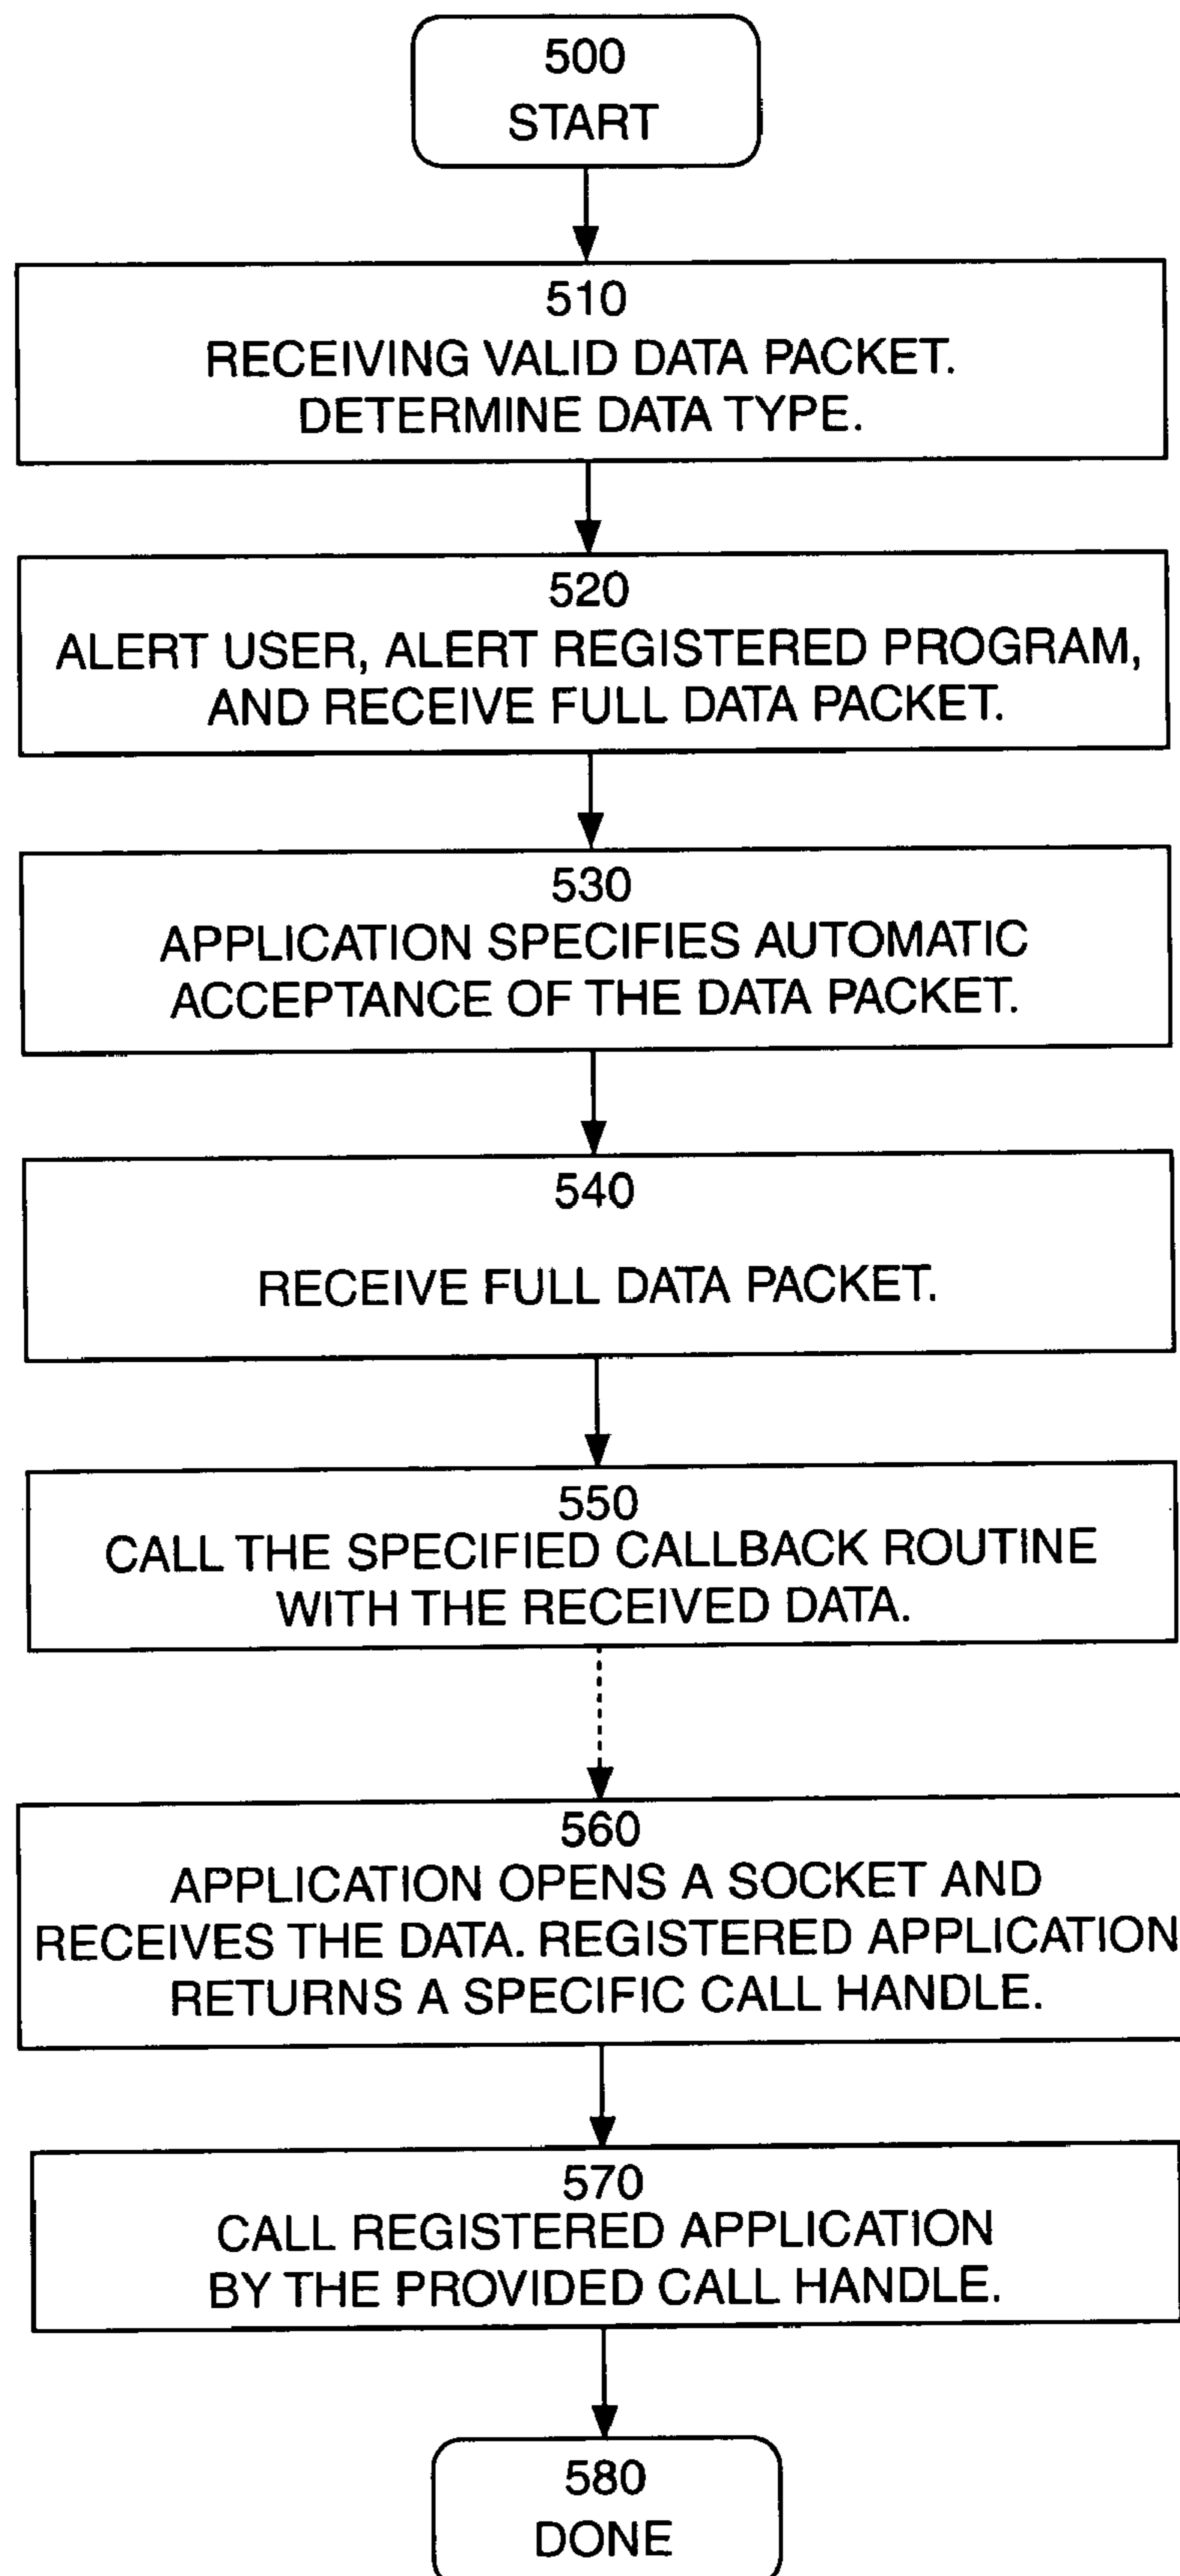 500
START
510
RECEIVING VALID DATA PACKET.
DETERMINE DATA TYPE.
520
ALERT USER, ALERT REGISTERED PROGRAM,
AND RECEIVE FULL DATA PACKET.
530
APPLICATION SPECIFIES AUTOMATIC
ACCEPTANCE OF THE DATA PACKET.
540
RECEIVE FULL DATA PACKET.
550
CALL THE SPECIFIED CALLBACK ROUTINE
WITH THE RECEIVED DATA.
560
APPLICATION OPENS A SOCKET AND
RECEIVES THE DATA. REGISTERED APPLICATION
RETURNS A SPECIFIC CALL HANDLE.
570
CALL REGISTERED APPLICATION
BY THE PROVIDED CALL HANDLE.
580
DONE